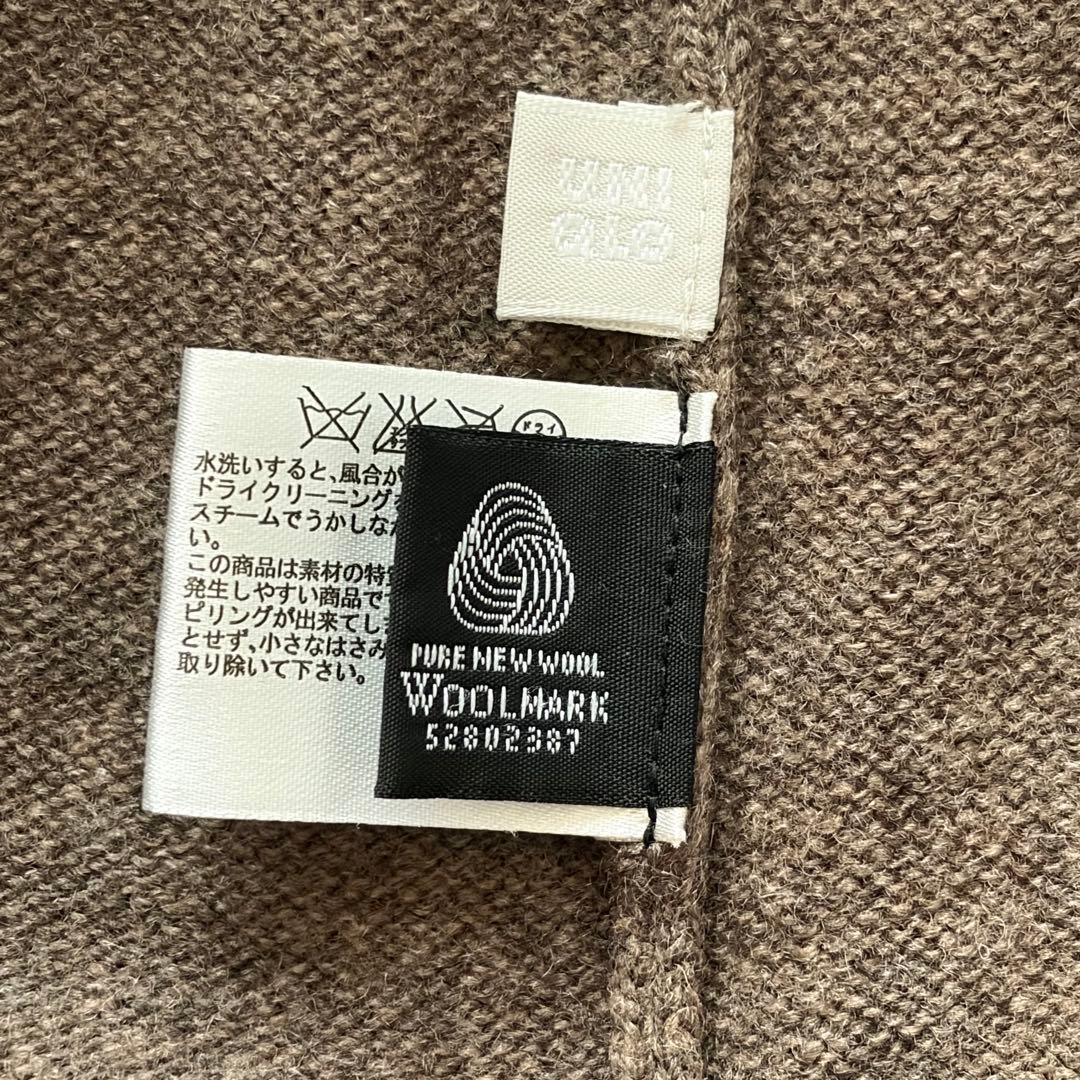 UNI
QLO
ドライ
水洗いすると、風合が
ドライクリーニング
スチームでうかしな
い。
この商品は素材の特
発生しやすい商品で
ピリングが出来てし
とせず、小さなはさみ
取り除いて下さい。
PURE NEW WOOL
WOOLMARK
52802387